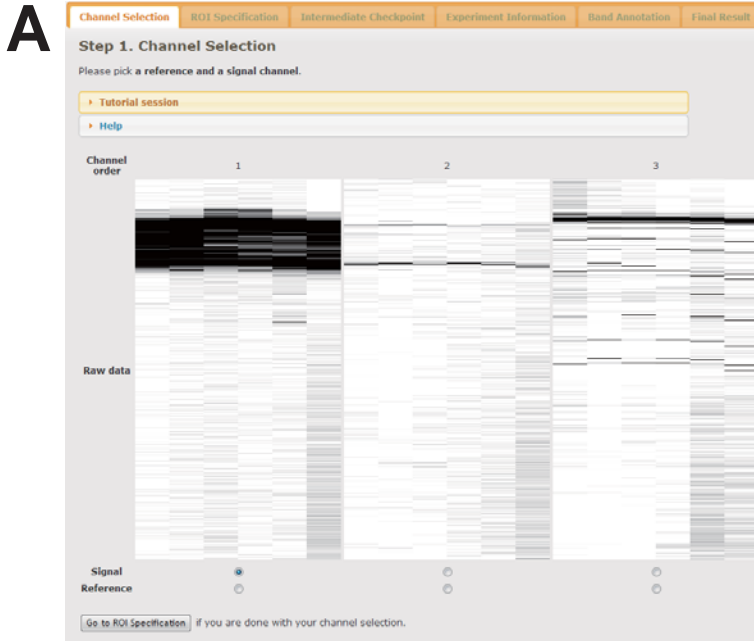 A
Channel Selection ROI Specification Intermediate Checkpoint Experiment Information Band Annotation Final Result
Step 1. Channel Selection
Please pick a reference and a signal channel.
Tutorial session
Help
Channel order 1 2 3
Raw data
Signal
Reference
Go to ROI Specification if you are done with your channel selection.